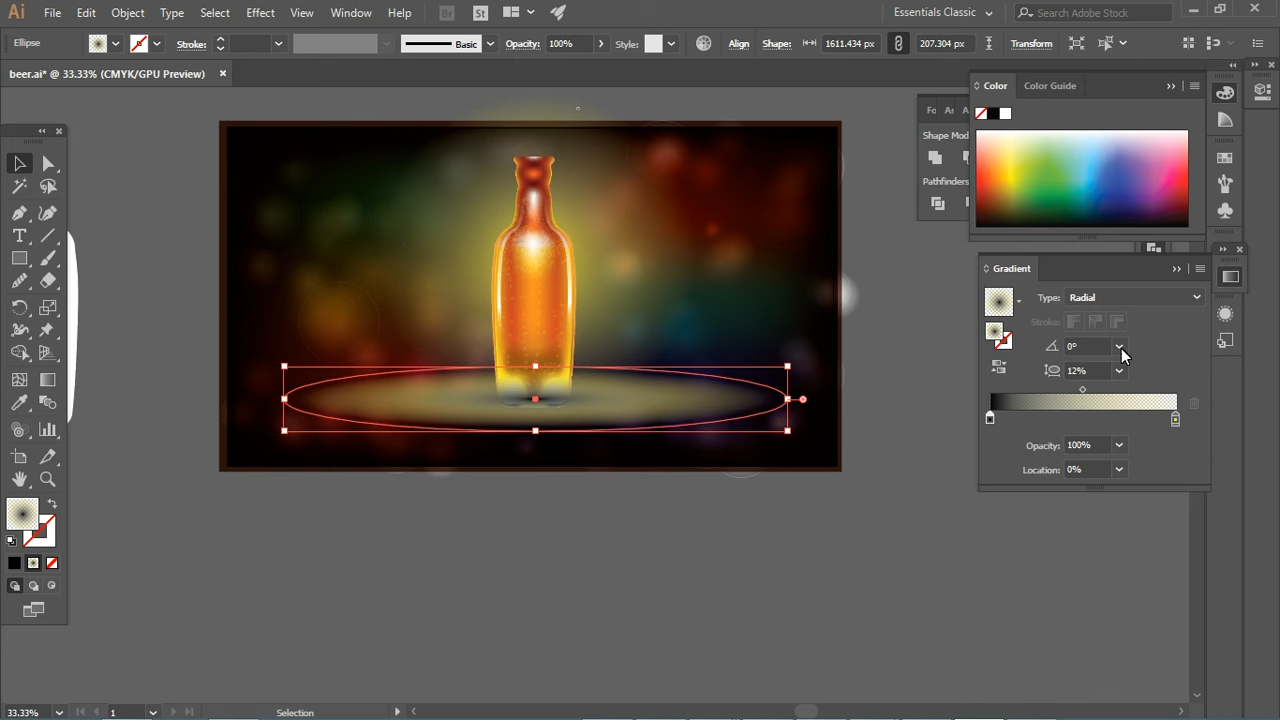 Ai File Edit Object Type Select Effect View Window Help Br St Essentials Classic Search Adobe Stock
Ellipse Stroke: Basic Opacity: 100% Style: Align Shape: 1611.434 px 207.304 px Transform
beer.ai* @ 33.33% (CMYK/GPU Preview) ×
Color Color Guide
Shape Mod
Pathfinders
Gradient
Type: Radial
Stroke:
0°
12%
Opacity: 100%
Location: 0%
T
33.33% 1 Selection